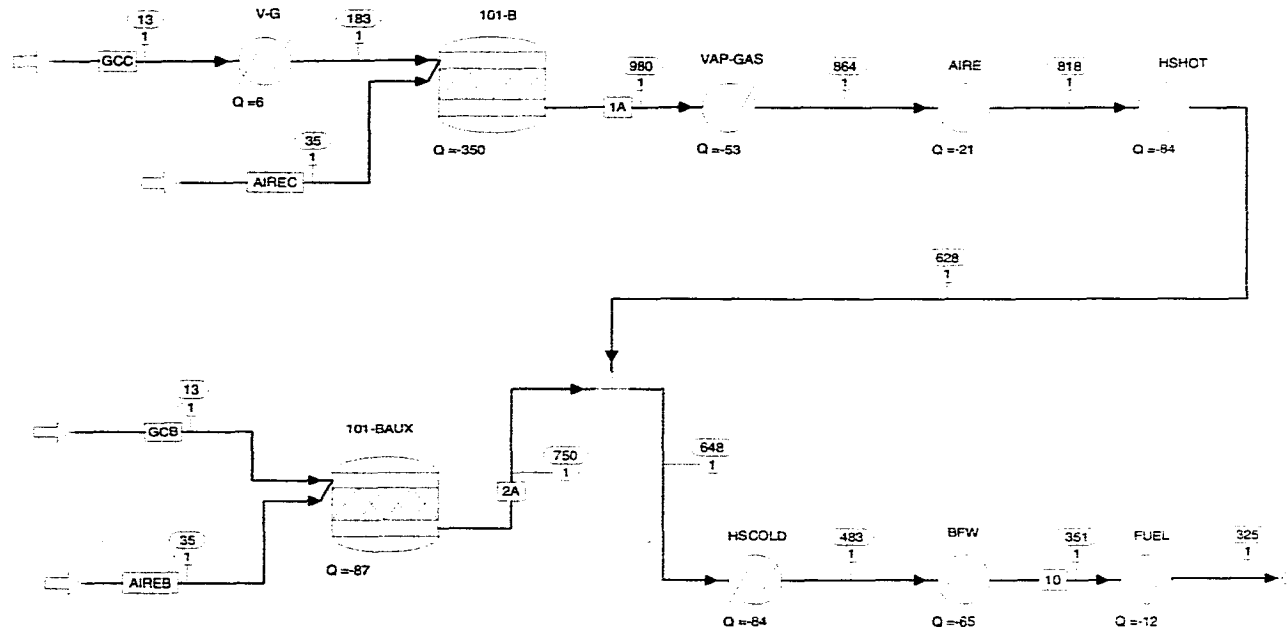 V-G
101-B
13
1
183
1
GCC
Q =6
980
1
VAP-GAS
864
1
AIRE
818
1
HSHOT
1A
Q =-350
Q =-53
Q =-21
Q =-84
35
1
AIREC
628
1
13
1
GCB
101-BAUX
750
1
2A
648
1
35
1
AIREB
Q =-87
HSCOLD
483
1
BFW
351
1
FUEL
325
1
10
Q =-84
Q =-65
Q =-12